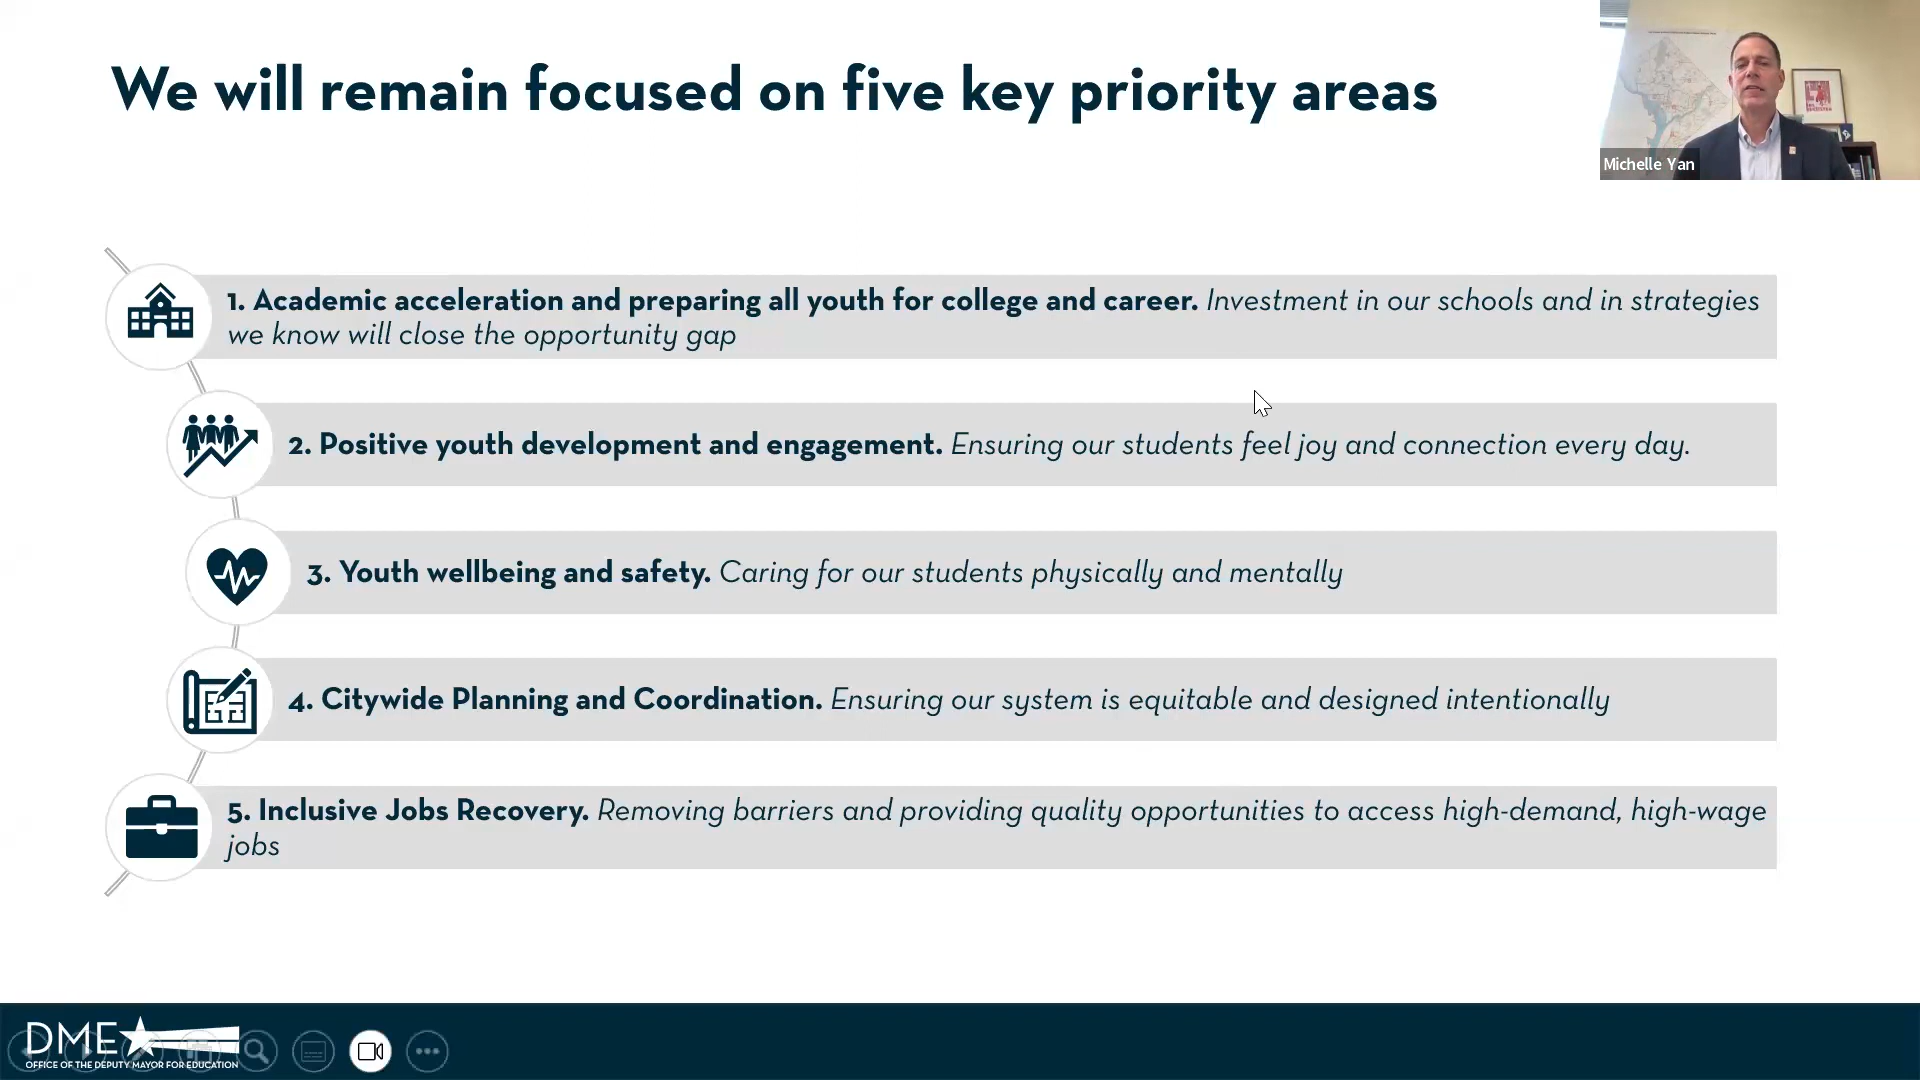 We will remain focused on five key priority areas
Michelle Yan
1. Academic acceleration and preparing all youth for college and career. Investment in our schools and in strategies
we know will close the opportunity gap
2. Positive youth development and engagement. Ensuring our students feel joy and connection every day.
3. Youth wellbeing and safety. Caring for our students physically and mentally
4. Citywide Planning and Coordination. Ensuring our system is equitable and designed intentionally
5. Inclusive Jobs Recovery. Removing barriers and providing quality opportunities to access high-demand, high-wage
jobs
DME
OFFICE OF THE DEPUTY MAYOR FOR EDUCATION